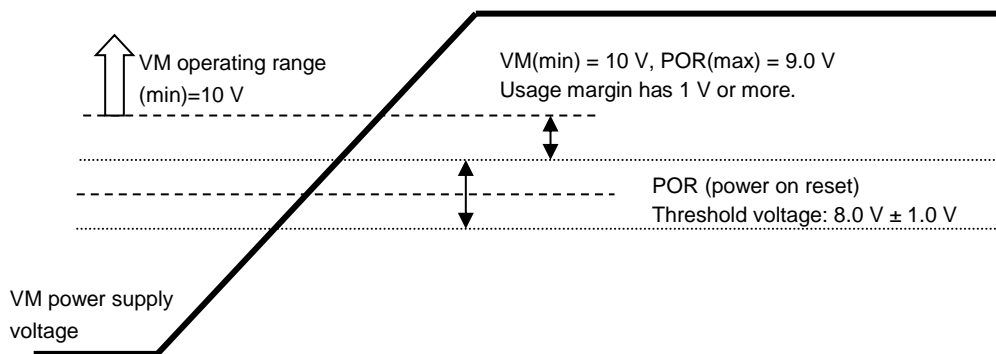 VM operating range
(min)=10 V
VM(min) = 10 V, POR(max) = 9.0 V
Usage margin has 1 V or more.
POR (power on reset)
Threshold voltage: 8.0 V ± 1.0 V
VM power supply
voltage